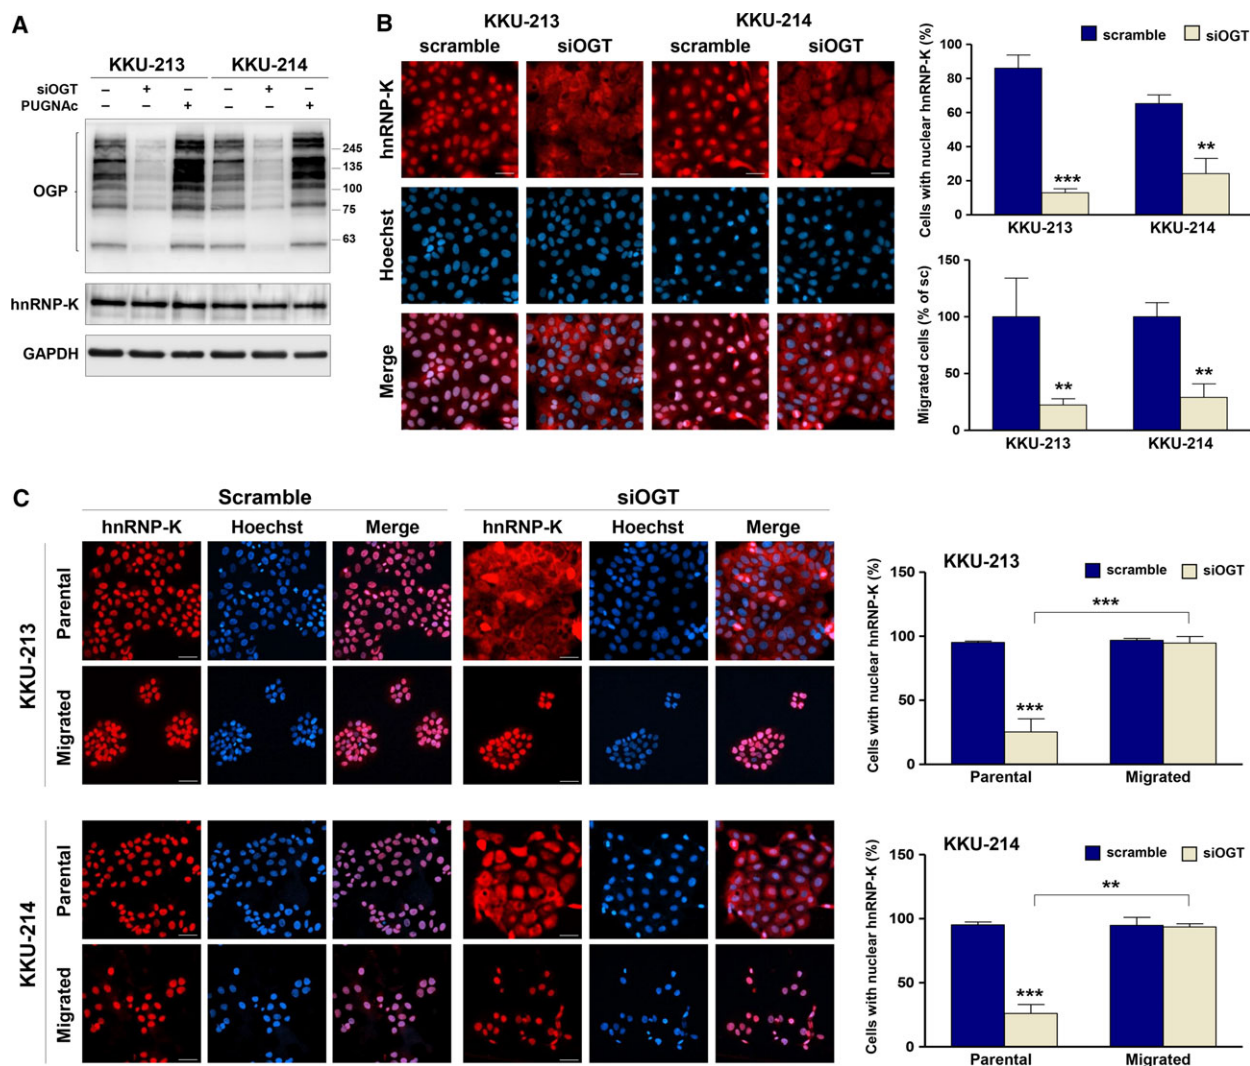 A
KKU-213 KKU-214
siOGT – + – – + –
PUGNAc – – + – – +
OGP
245
135
100
75
63
hnRNP-K
GAPDH
B
KKU-213 KKU-214
scramble siOGT scramble siOGT
hnRNP-K
Hoechst
Merge
scramble siOGT
Cells with nuclear hnRNP-K (%)
100
80
60
40
20
0
*** **
KKU-213 KKU-214
Migrated cells (% of sc)
150
100
50
0
** **
KKU-213 KKU-214
C
Scramble siOGT
hnRNP-K Hoechst Merge hnRNP-K Hoechst Merge
KKU-213
Parental
Migrated
KKU-214
Parental
Migrated
KKU-213
scramble siOGT
Cells with nuclear hnRNP-K (%)
150
100
50
0
***
***
Parental Migrated
KKU-214
scramble siOGT
Cells with nuclear hnRNP-K (%)
150
100
50
0
**
***
Parental Migrated